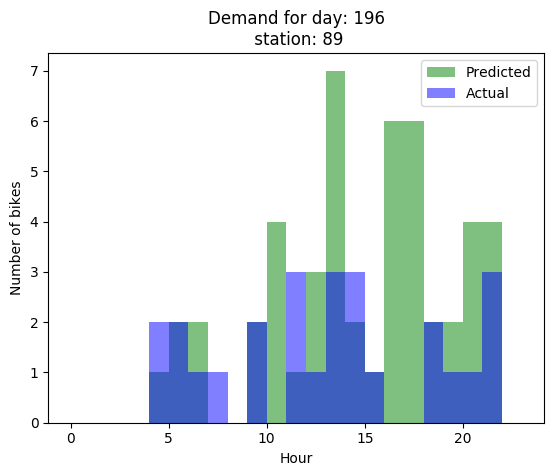 Demand for day: 196
station: 89
Predicted
Actual
Number of bikes
7
6
5
4
3
2
1
0
0 5 10 15 20
Hour